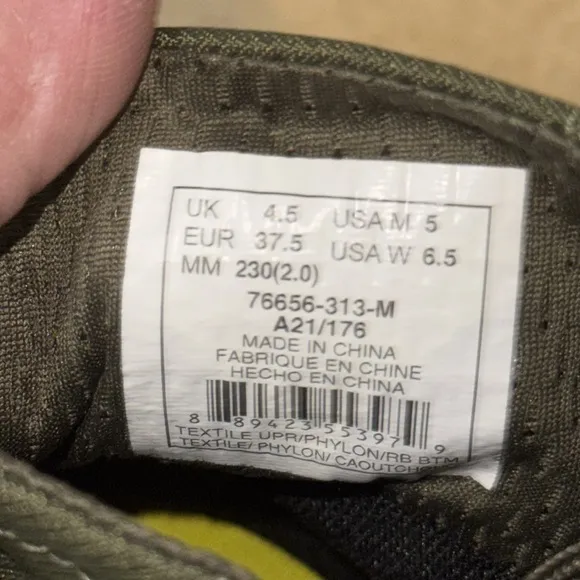 UK 4.5 USA M 5
EUR 37.5 USA W 6.5
MM 230(2.0)
76656-313-M
A21/176
MADE IN CHINA
FABRIQUE EN CHINE
HECHO EN CHINA
8 89423 55397 9
TEXTILE UPR/PHYLON/RB BTM
TEXTILE/ PHYLON/